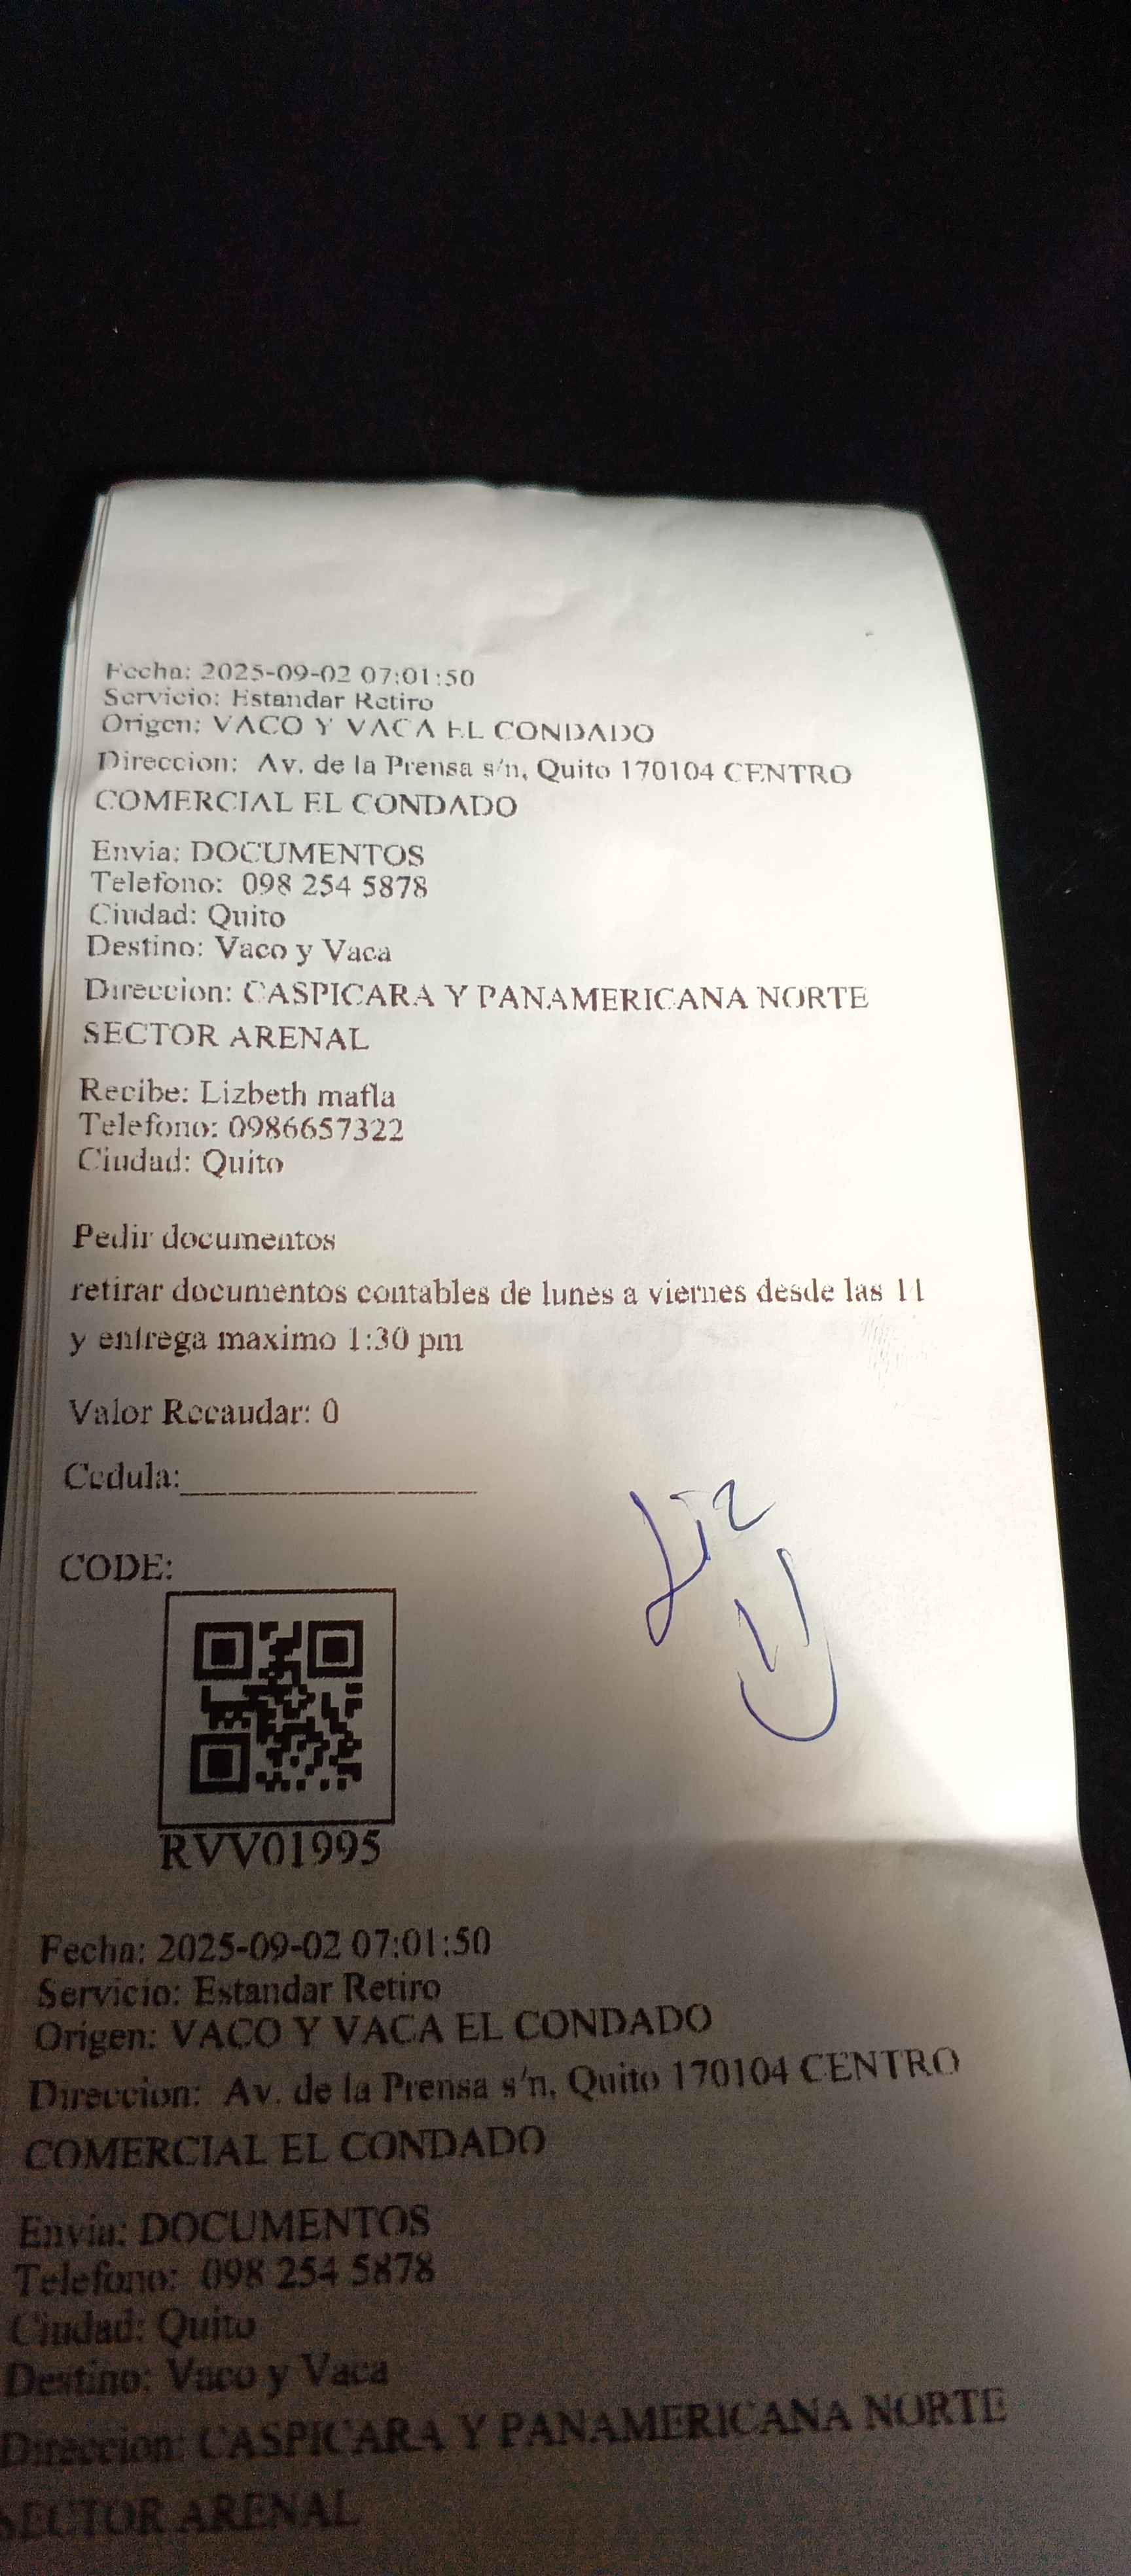 Fecha: 2025-09-02 07:01:50
Servicio: Estandar Retiro
Origen: VACO Y VACA EL CONDADO
Direccion: Av. de la Prensa s/n, Quito 170104 CENTRO
COMERCIAL EL CONDADO
Envia: DOCUMENTOS
Telefono: 098 254 5878
Ciudad: Quito
Destino: Vaco y Vaca
Direccion: CASPICARA Y PANAMERICANA NORTE
SECTOR ARENAL
Recibe: Lizbeth mafla
Telefono: 0986657322
Ciudad: Quito
Pedir documentos
retirar documentos contables de lunes a viernes desde las 11
y entrega maximo 1:30 pm
Valor Recaudar: 0
Cedula:
Liz
CODE:
RVV01995
Fecha: 2025-09-02 07:01:50
Servicio: Estandar Retiro
Origen: VACO Y VACA EL CONDADO
Direccion: Av. de la Prensa s/n, Quito 170104 CENTRO
COMERCIAL EL CONDADO
Envia: DOCUMENTOS
Telefono: 098 254 5878
Ciudad: Quito
Destino: Vaco y Vaca
Direccion: CASPICARA Y PANAMERICANA NORTE
SECTOR ARENAL